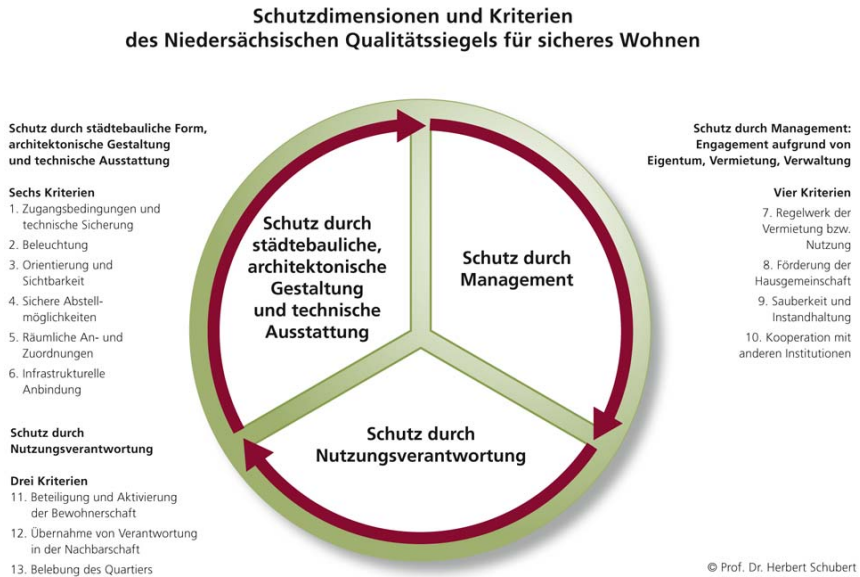 Schutzdimensionen und Kriterien
des Niedersächsischen Qualitätssiegels für sicheres Wohnen
Schutz durch städtebauliche Form,
architektonische Gestaltung
und technische Ausstattung
Sechs Kriterien
1. Zugangsbedingungen und
technische Sicherung
2. Beleuchtung
3. Orientierung und
Sichtbarkeit
4. Sichere Abstell-
möglichkeiten
5. Räumliche An- und
Zuordnungen
6. Infrastrukturelle
Anbindung
Schutz durch
Nutzungsverantwortung
Drei Kriterien
11. Beteiligung und Aktivierung
der Bewohnerschaft
12. Übernahme von Verantwortung
in der Nachbarschaft
13. Belebung des Quartiers
Schutz durch
städtebauliche,
architektonische
Gestaltung
und technische
Ausstattung
Schutz durch
Management
Schutz durch
Nutzungsverantwortung
Schutz durch Management:
Engagement aufgrund von
Eigentum, Vermietung, Verwaltung
Vier Kriterien
7. Regelwerk der
Vermietung bzw.
Nutzung
8. Förderung der
Hausgemeinschaft
9. Sauberkeit und
Instandhaltung
10. Kooperation mit
anderen Institutionen
© Prof. Dr. Herbert Schubert